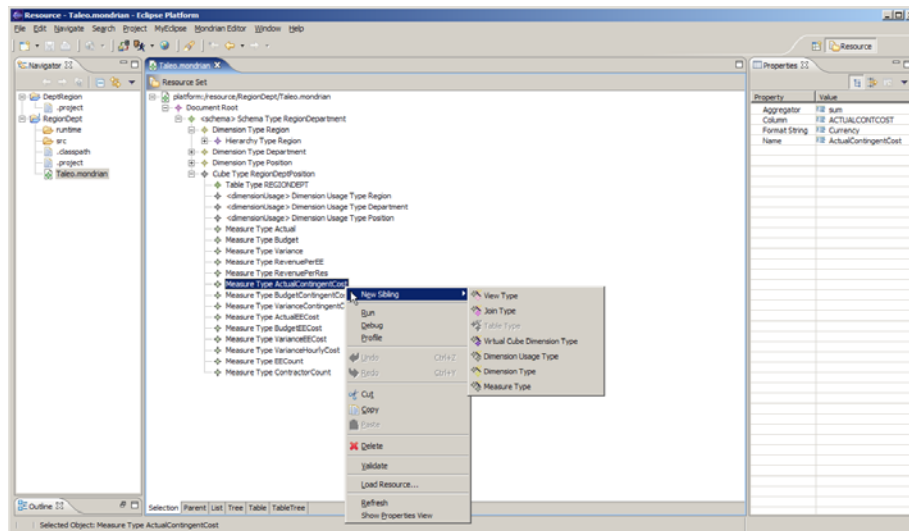 Resource - Taleo.mondrian - Eclipse Platform
File Edit Navigate Search Project MyEclipse Mondrian Editor Window Help
Resource
Navigator
DeptRegion
.project
RegionDept
runtime
src
.classpath
.project
Taleo.mondrian
Taleo.mondrian
Resource Set
platform:/resource/RegionDept/Taleo.mondrian
Document Root
<schema> Schema Type RegionDepartment
Dimension Type Region
Hierarchy Type Region
Dimension Type Department
Dimension Type Position
Cube Type RegionDeptPosition
Table Type REGIONDEPT
<dimensionUsage> Dimension Usage Type Region
<dimensionUsage> Dimension Usage Type Department
<dimensionUsage> Dimension Usage Type Position
Measure Type Actual
Measure Type Budget
Measure Type Variance
Measure Type RevenuePerEE
Measure Type RevenuePerRes
Measure Type ActualContingentCost
Measure Type BudgetContingentCos
Measure Type VarianceContingentC
Measure Type ActualEECost
Measure Type BudgetEECost
Measure Type VarianceEECost
Measure Type VarianceHourlyCost
Measure Type EECount
Measure Type ContractorCount
New Sibling
Run
Debug
Profile
Undo Ctrl+Z
Redo Ctrl+Y
Cut
Copy
Paste
Delete
Validate
Load Resource...
Refresh
Show Properties View
View Type
Join Type
Table Type
Virtual Cube Dimension Type
Dimension Usage Type
Dimension Type
Measure Type
Properties
Property Value
Aggregator sum
Column ACTUALCONTCOST
Format String Currency
Name ActualContingentCost
Outline
Selection Parent List Tree Table TableTree
Selected Object: Measure Type ActualContingentCost